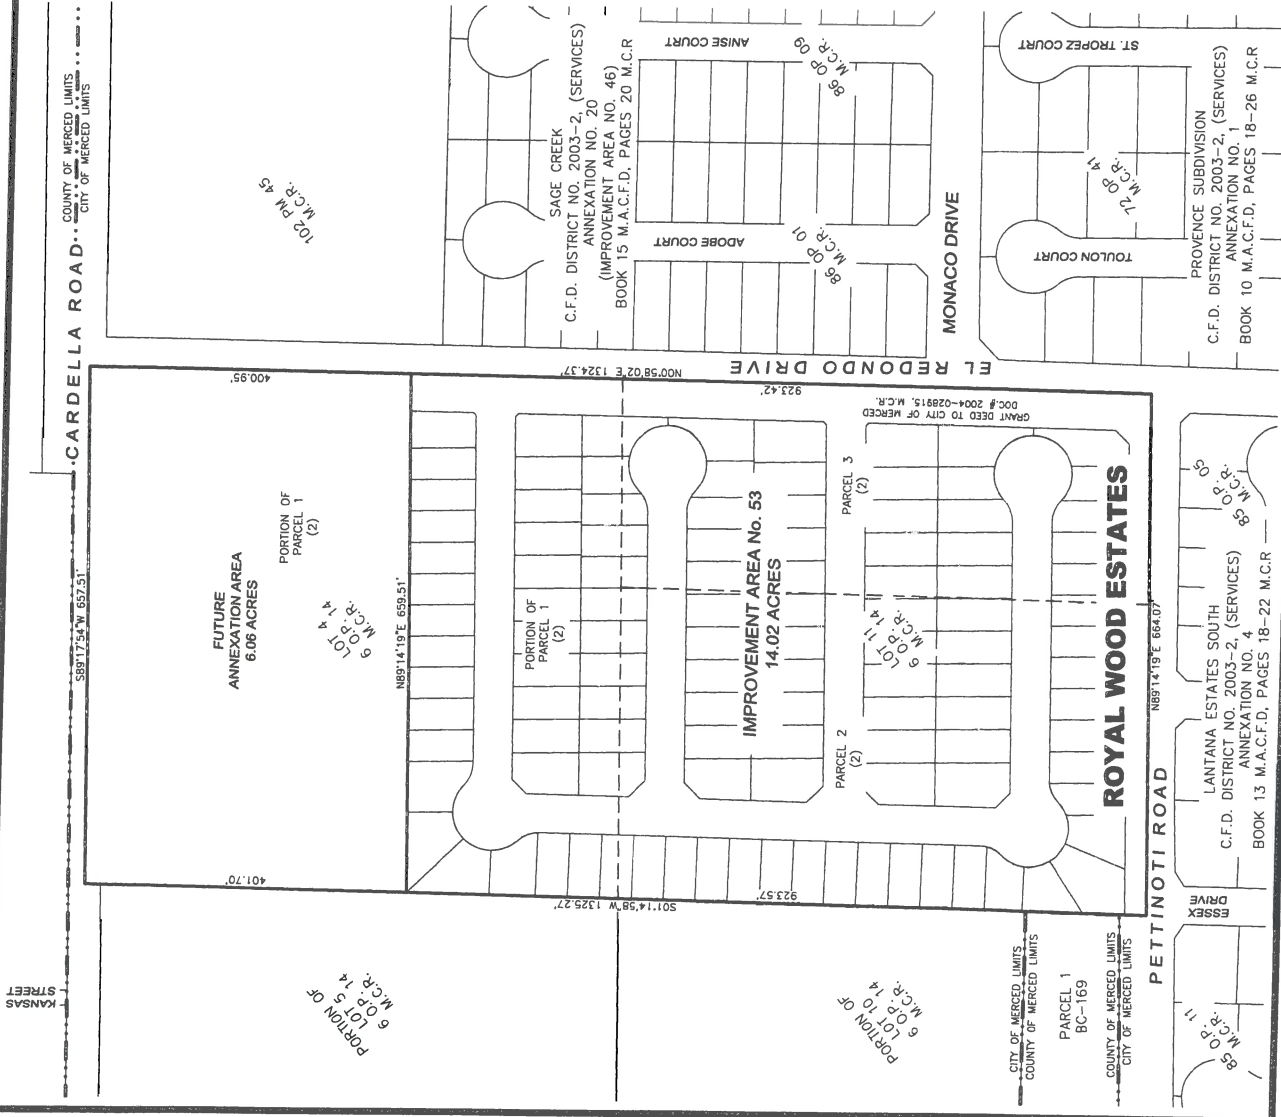 KANSAS
STREET
CARDELLA ROAD
COUNTY OF MERCED LIMITS
CITY OF MERCED LIMITS
S89°17'54"W 657.51'
102 PM 45
M.C.R.
FUTURE
ANNEXATION AREA
6.06 ACRES
PORTION OF
PARCEL 1
(2)
LOT 4
6 O.P. 14
M.C.R.
400.95'
401.70'
N89°14'19"E 659.51'
PORTION OF
LOT 5
6 O.P. 14
M.C.R.
PORTION OF
PARCEL 1
(2)
N00°58'02"E 1324.37'
S01°14'58"W 1325.27'
923.42'
923.57'
EL REDONDO DRIVE
IMPROVEMENT AREA No. 53
14.02 ACRES
PARCEL 2
(2)
PARCEL 3
(2)
GRANT DEED TO CITY OF MERCED
DOC.# 2004-028915, M.C.R.
LOT 11
6 O.P. 14
M.C.R.
PORTION OF
LOT 10
6 O.P. 14
M.C.R.
ROYAL WOOD ESTATES
N89°14'19"E 664.07'
PETTINOTI ROAD
CITY OF MERCED LIMITS
COUNTY OF MERCED LIMITS
PARCEL 1
BC-169
COUNTY OF MERCED LIMITS
CITY OF MERCED LIMITS
ESSEX
DRIVE
85 O.P. 11
M.C.R.
LANTANA ESTATES SOUTH
C.F.D. DISTRICT NO. 2003-2, (SERVICES)
ANNEXATION NO. 4
BOOK 13 M.A.C.F.D, PAGES 18-22 M.C.R
85 O.P. 05
M.C.R.
SAGE CREEK
C.F.D. DISTRICT NO. 2003-2, (SERVICES)
ANNEXATION NO. 20
(IMPROVEMENT AREA NO. 46)
BOOK 15 M.A.C.F.D, PAGES 20 M.C.R
ANISE COURT
ADOBE COURT
86 OP 09
M.C.R.
86 OP 01
M.C.R.
MONACO DRIVE
ST. TROPEZ COURT
TOULON COURT
72 OP 41
M.C.R.
PROVENCE SUBDIVISION
C.F.D. DISTRICT NO. 2003-2, (SERVICES)
ANNEXATION NO. 1
BOOK 10 M.A.C.F.D, PAGES 18-26 M.C.R